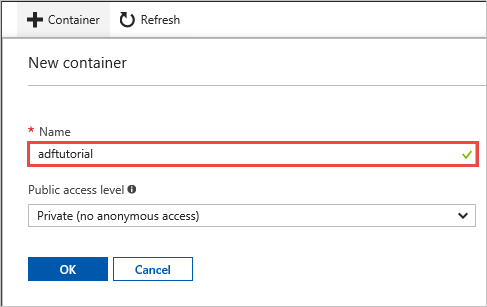 Container Refresh
New container
* Name
adftutorial
Public access level
Private (no anonymous access)
OK Cancel